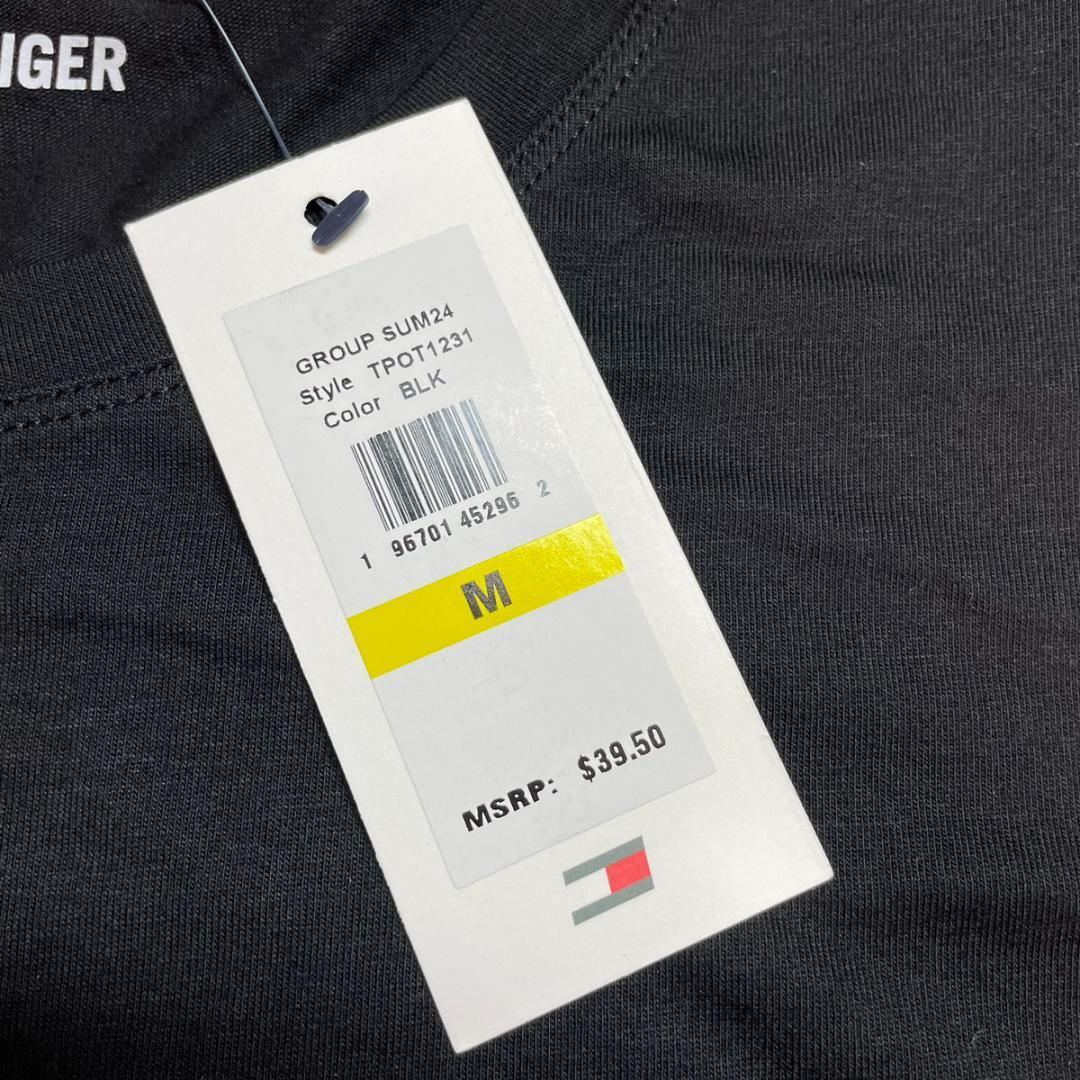 IGER
GROUP SUM24
Style TPOT1231
Color BLK
1 96701 45296 2
M
MSRP: $39.50